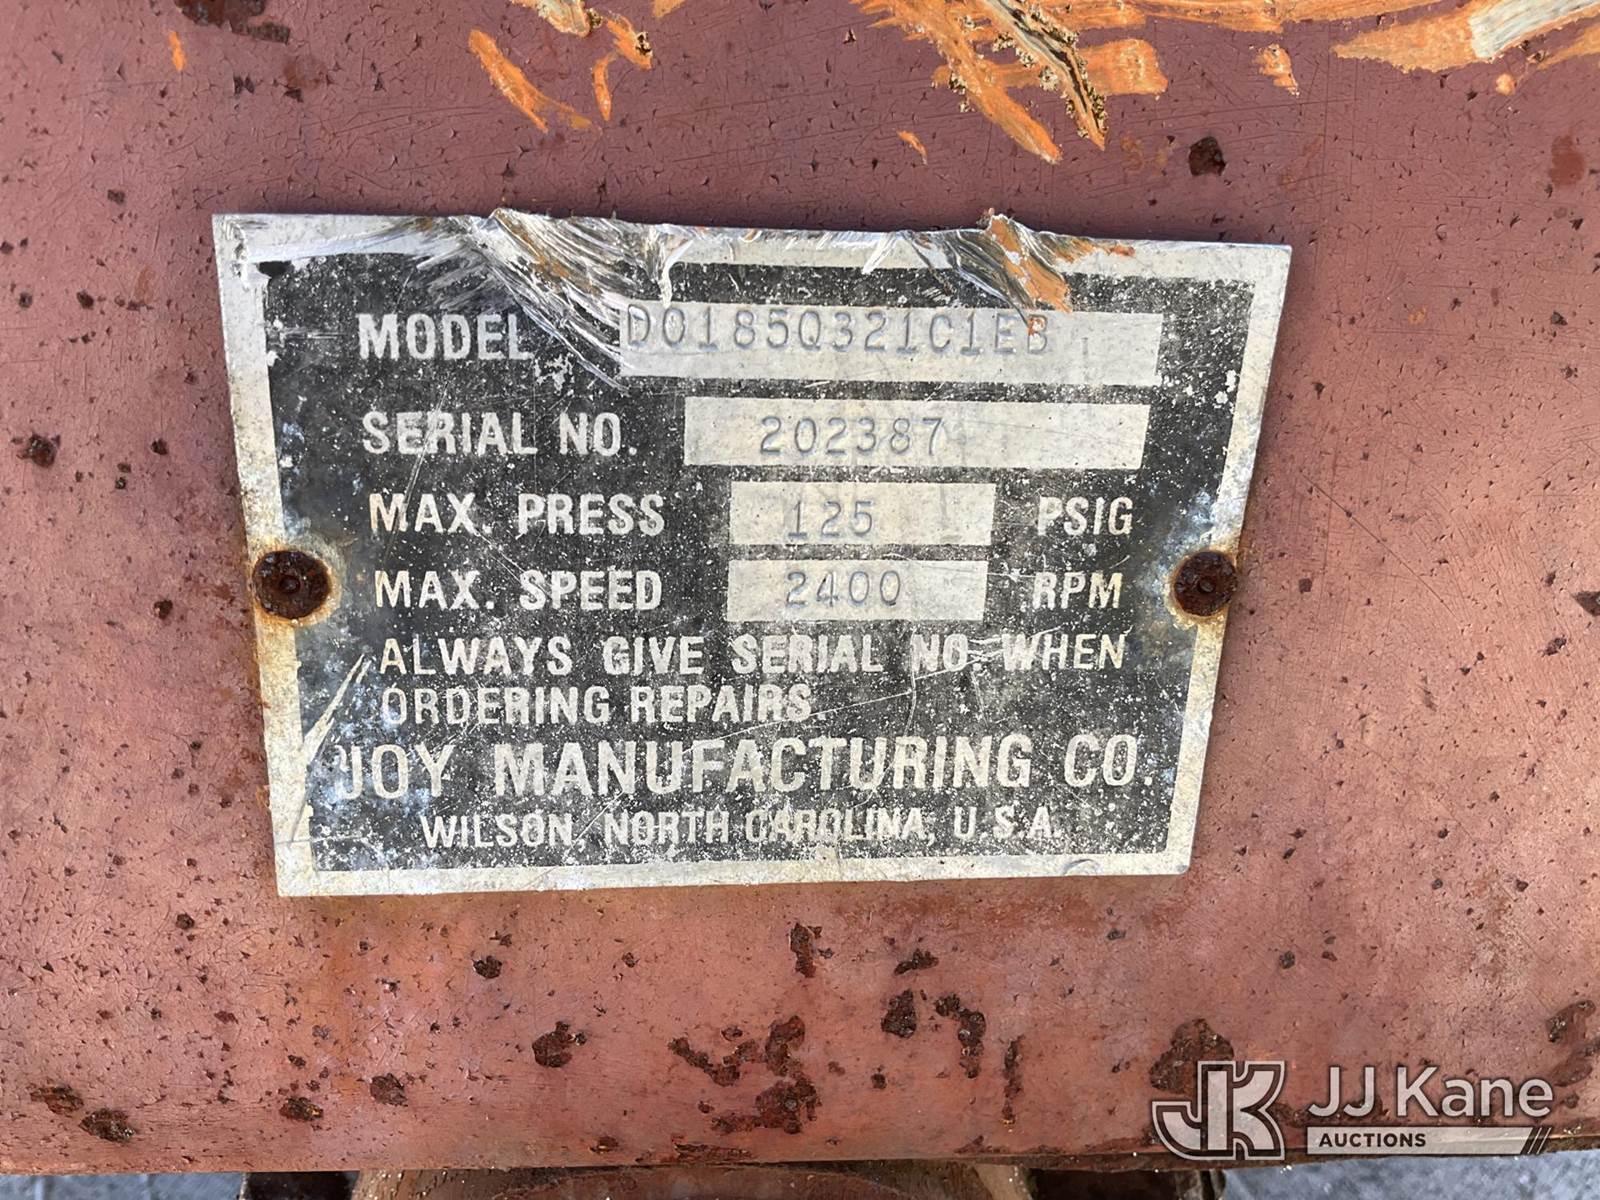 MODEL D0185Q321C1EB
SERIAL NO. 202387
MAX. PRESS 125 PSIG
MAX. SPEED 2400 RPM
ALWAYS GIVE SERIAL NO. WHEN
ORDERING REPAIRS.
JOY MANUFACTURING CO.
WILSON, NORTH CAROLINA, U.S.A.
JK JJ Kane
AUCTIONS